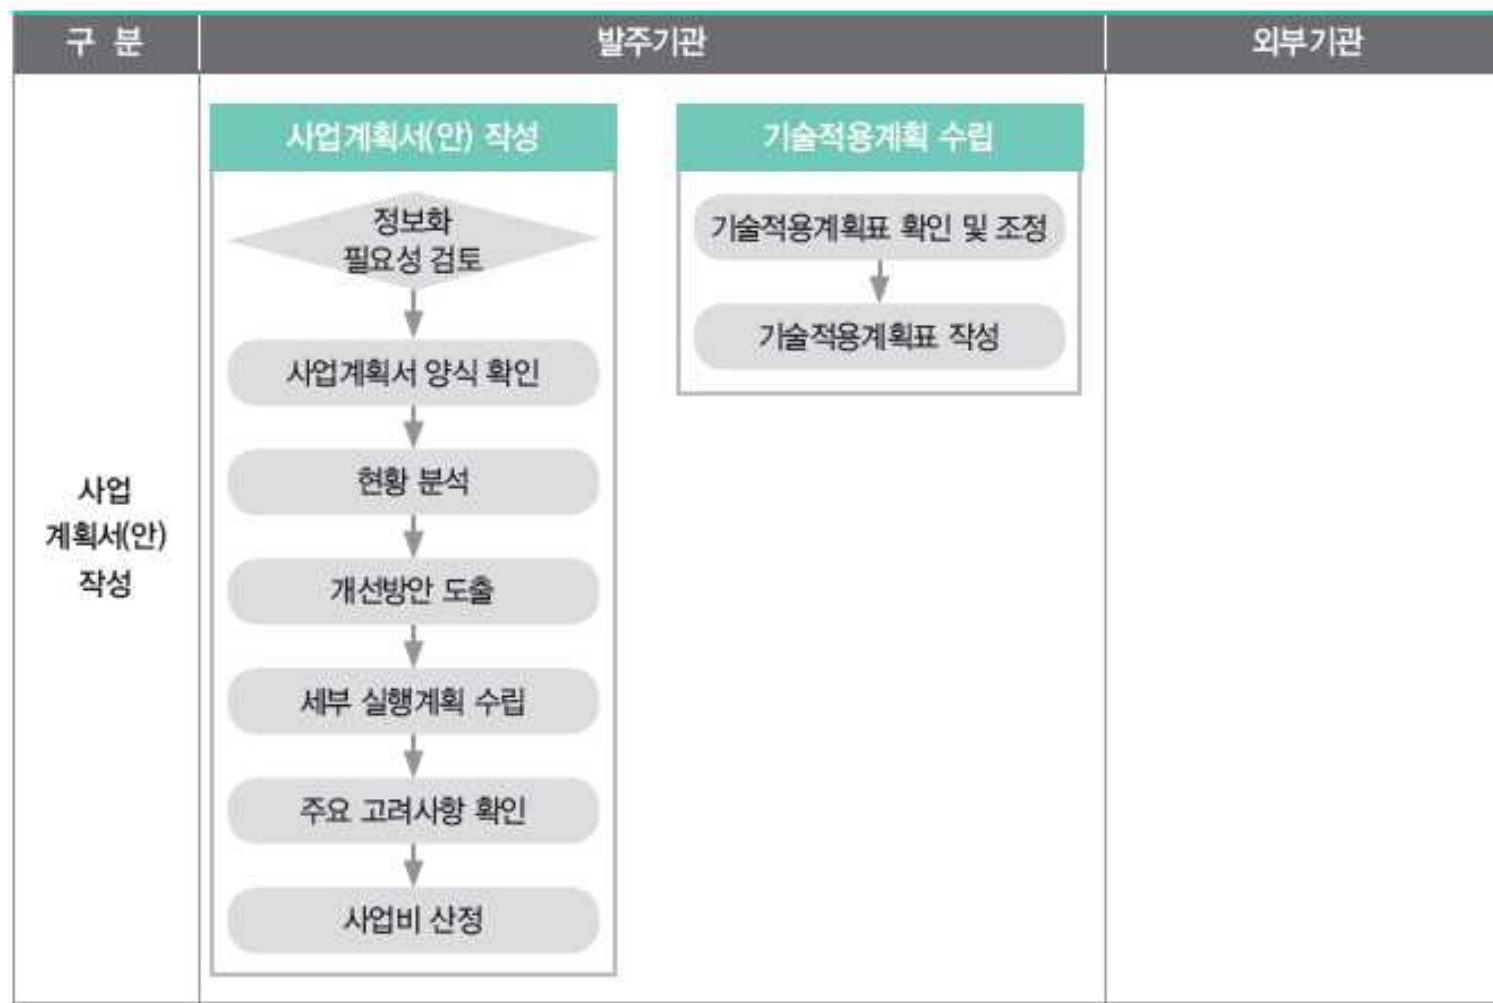 구 분
발주기관
외부기관
사업
계획서(안)
작성
사업계획서(안) 작성
정보화
필요성 검토
사업계획서 양식 확인
현황 분석
개선방안 도출
세부 실행계획 수립
주요 고려사항 확인
사업비 산정
기술적용계획 수립
기술적용계획표 확인 및 조정
기술적용계획표 작성